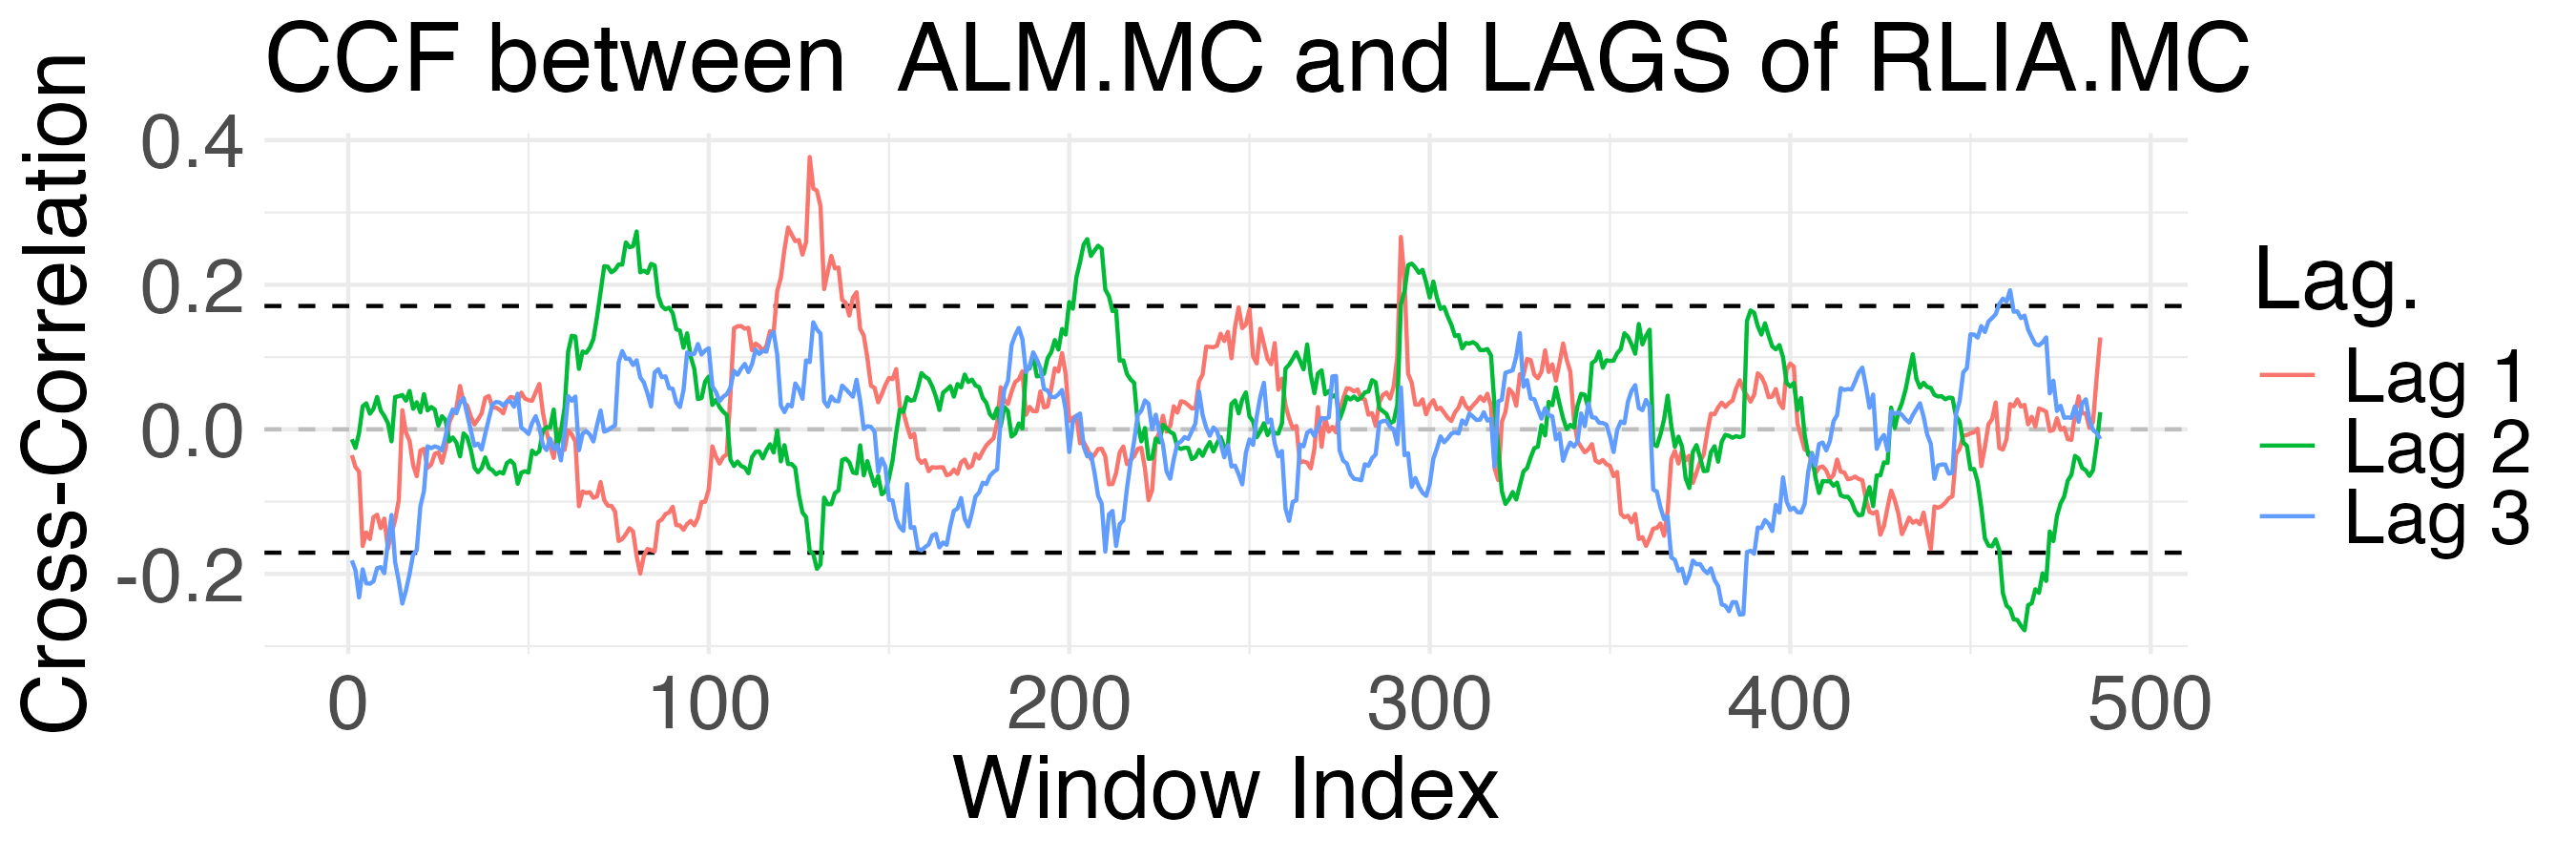 CCF between  ALM.MC and LAGS of RLIA.MC
Cross-Correlation
0.4
0.2
0.0
-0.2
0 100 200 300 400 500
Window Index
Lag.
Lag 1
Lag 2
Lag 3